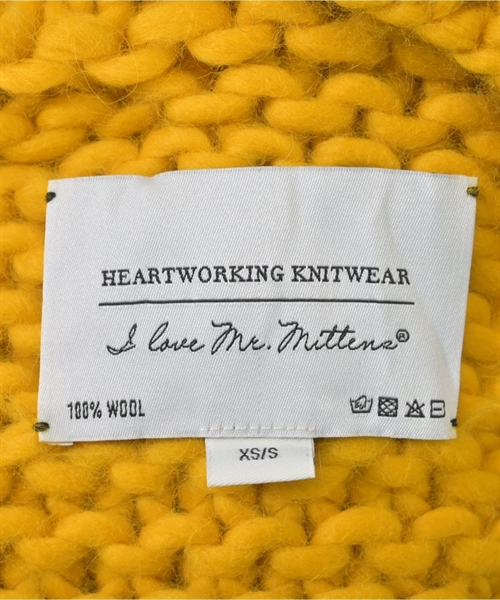 HEARTWORKING KNITWEAR
I love Mr. Mittens®
100% WOOL
XS/S